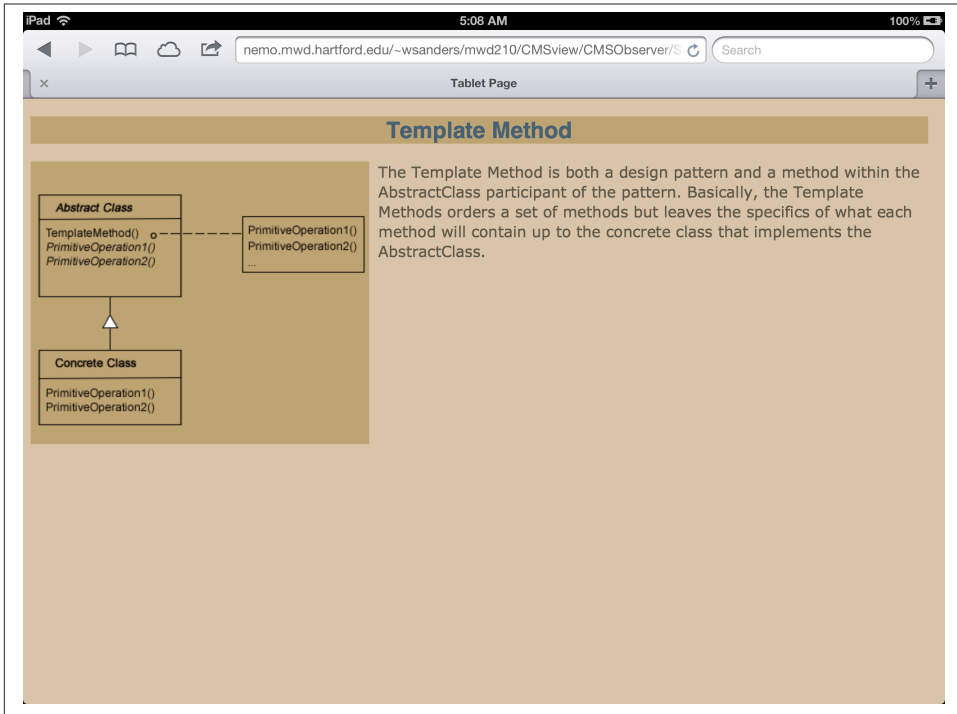 iPad 5:08 AM 100%
nemo.mwd.hartford.edu/~wsanders/mwd210/CMSview/CMSObserver/S Search
Tablet Page
Template Method
The Template Method is both a design pattern and a method within the
AbstractClass participant of the pattern. Basically, the Template
Methods orders a set of methods but leaves the specifics of what each
method will contain up to the concrete class that implements the
AbstractClass.
Abstract Class
TemplateMethod()
PrimitiveOperation1()
PrimitiveOperation2()
PrimitiveOperation1()
PrimitiveOperation2()
...
Concrete Class
PrimitiveOperation1()
PrimitiveOperation2()